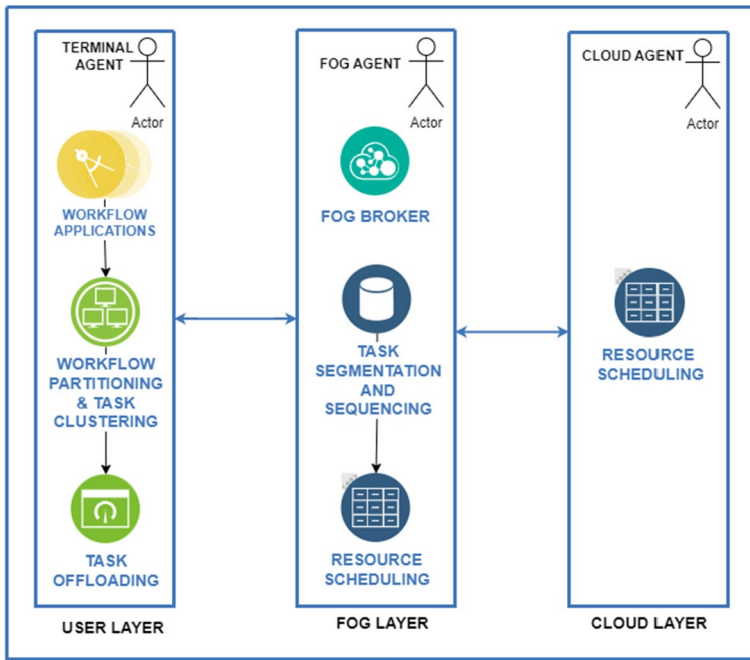 TERMINAL
AGENT
Actor
WORKFLOW
APPLICATIONS
WORKFLOW
PARTITIONING
& TASK
CLUSTERING
TASK
OFFLOADING
USER LAYER
FOG AGENT
Actor
FOG BROKER
TASK
SEGMENTATION
AND
SEQUENCING
RESOURCE
SCHEDULING
FOG LAYER
CLOUD AGENT
Actor
RESOURCE
SCHEDULING
CLOUD LAYER